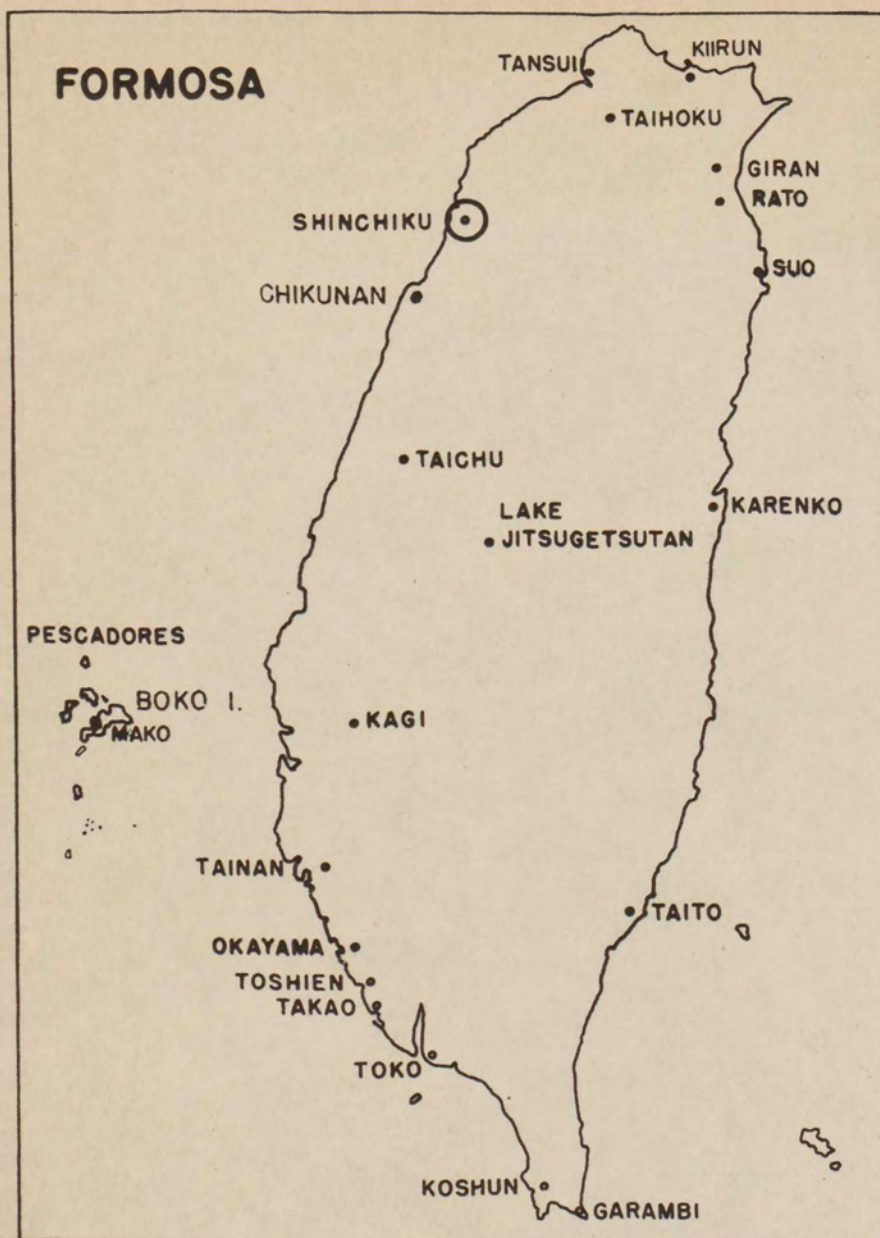 FORMOSA
TANSUI
KIIRUN
TAIHOKU
GIRAN
RATO
SHINCHIKU
SUO
CHIKUNAN
TAICHU
LAKE
JITSUGETSUTAN
KARENKO
PESCADORES
BOKO I.
MAKO
KAGI
TAINAN
TAITO
OKAYAMA
TOSHIEN
TAKAO
TOKO
KOSHUN
GARAMBI